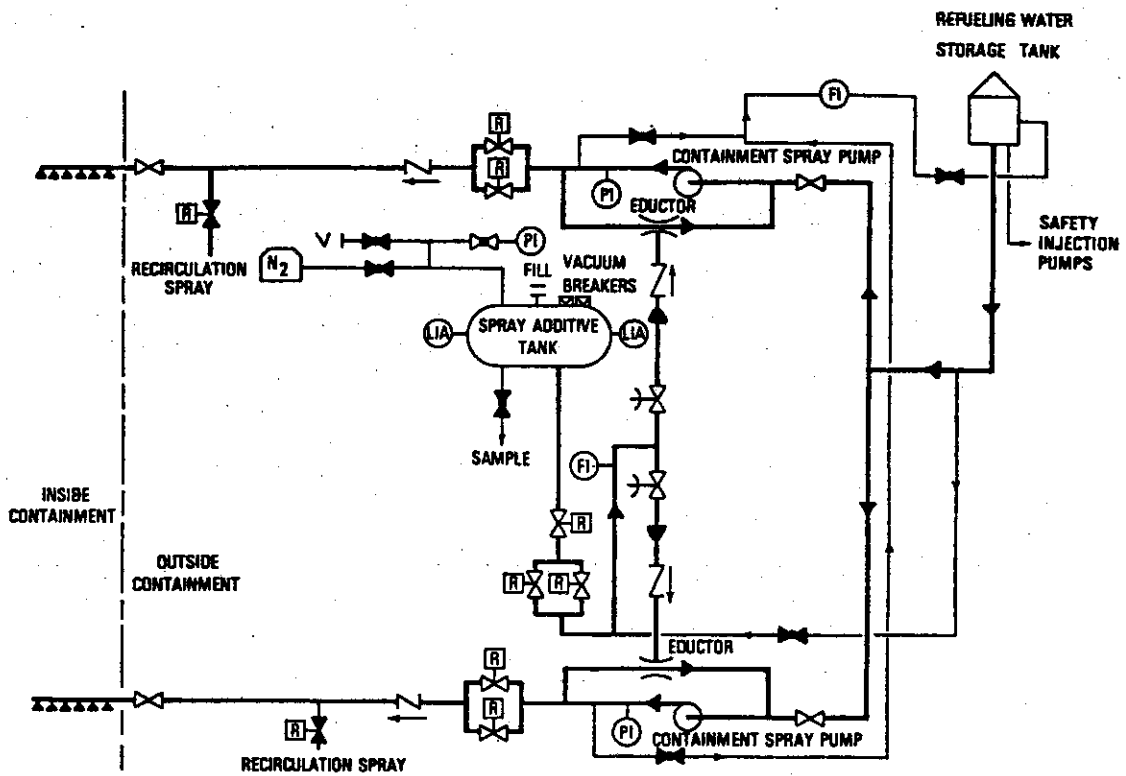 REFUELING WATER
STORAGE TANK
FI
R
R
CONTAINMENT SPRAY PUMP
PI
EDUCTOR
R
RECIRCULATION
SPRAY
V
PI
N2
FILL
VACUUM
BREAKERS
SAFETY
INJECTION
PUMPS
LIA
SPRAY ADDITIVE
TANK
LIA
SAMPLE
FI
INSIDE
CONTAINMENT
OUTSIDE
CONTAINMENT
R
R
R
EDUCTOR
R
R
R
PI
CONTAINMENT SPRAY PUMP
RECIRCULATION SPRAY